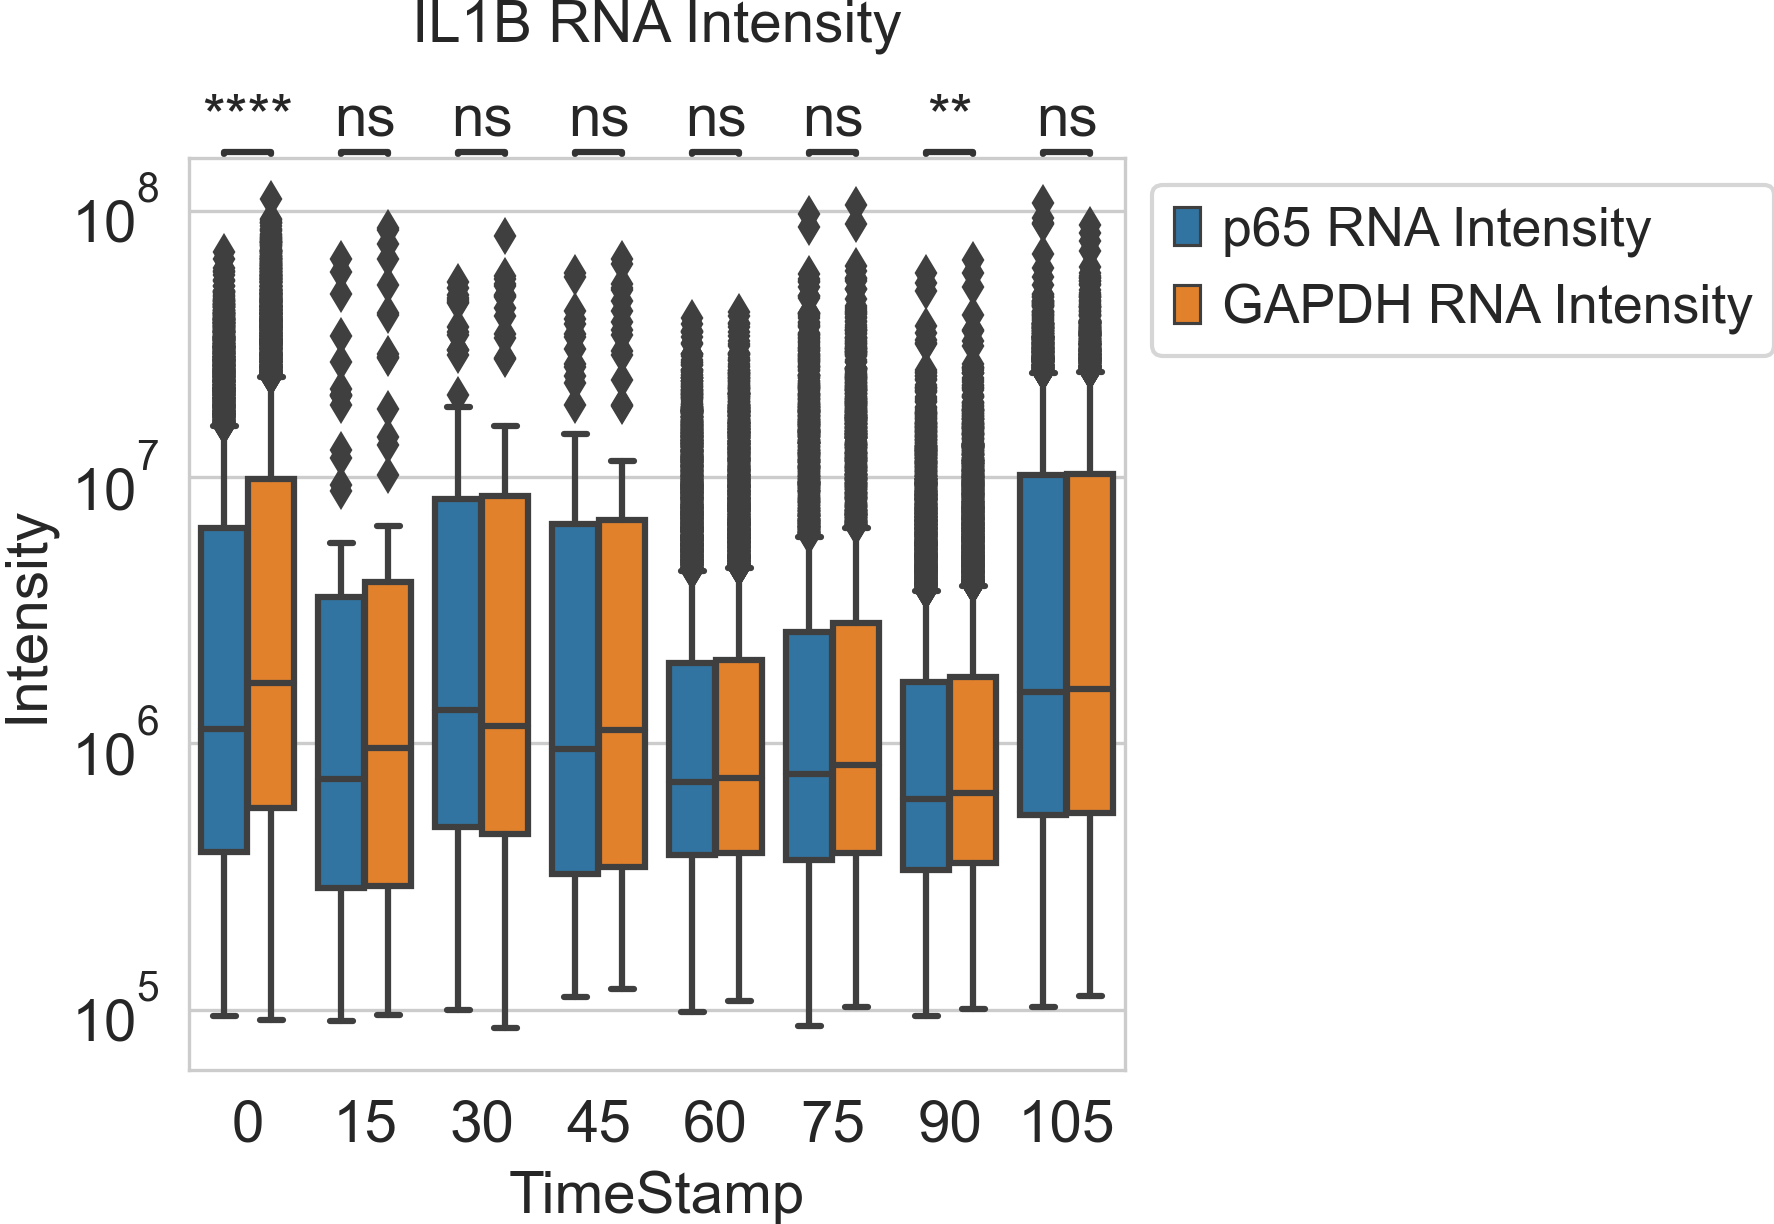 IL1B RNA Intensity
**** ns ns ns ns ns ** ns
p65 RNA Intensity
GAPDH RNA Intensity
10^8
10^7
10^6
10^5
Intensity
0 15 30 45 60 75 90 105
TimeStamp